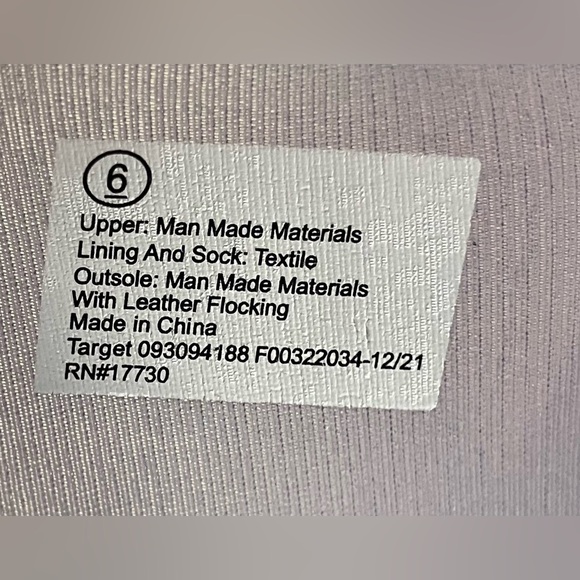 6
Upper: Man Made Materials
Lining And Sock: Textile
Outsole: Man Made Materials
With Leather Flocking
Made in China
Target 093094188 F00322034-12/21
RN#17730